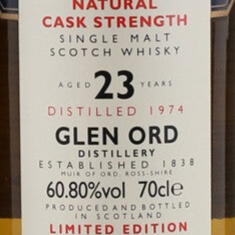 NATURAL
CASK STRENGTH
SINGLE MALT
SCOTCH WHISKY
AGED 23 YEARS
DISTILLED 1974
GLEN ORD
DISTILLERY
ESTABLISHED 1838
MUIR OF ORD, ROSS-SHIRE
60.80%vol 70cle
PRODUCED AND BOTTLED
IN SCOTLAND
LIMITED EDITION